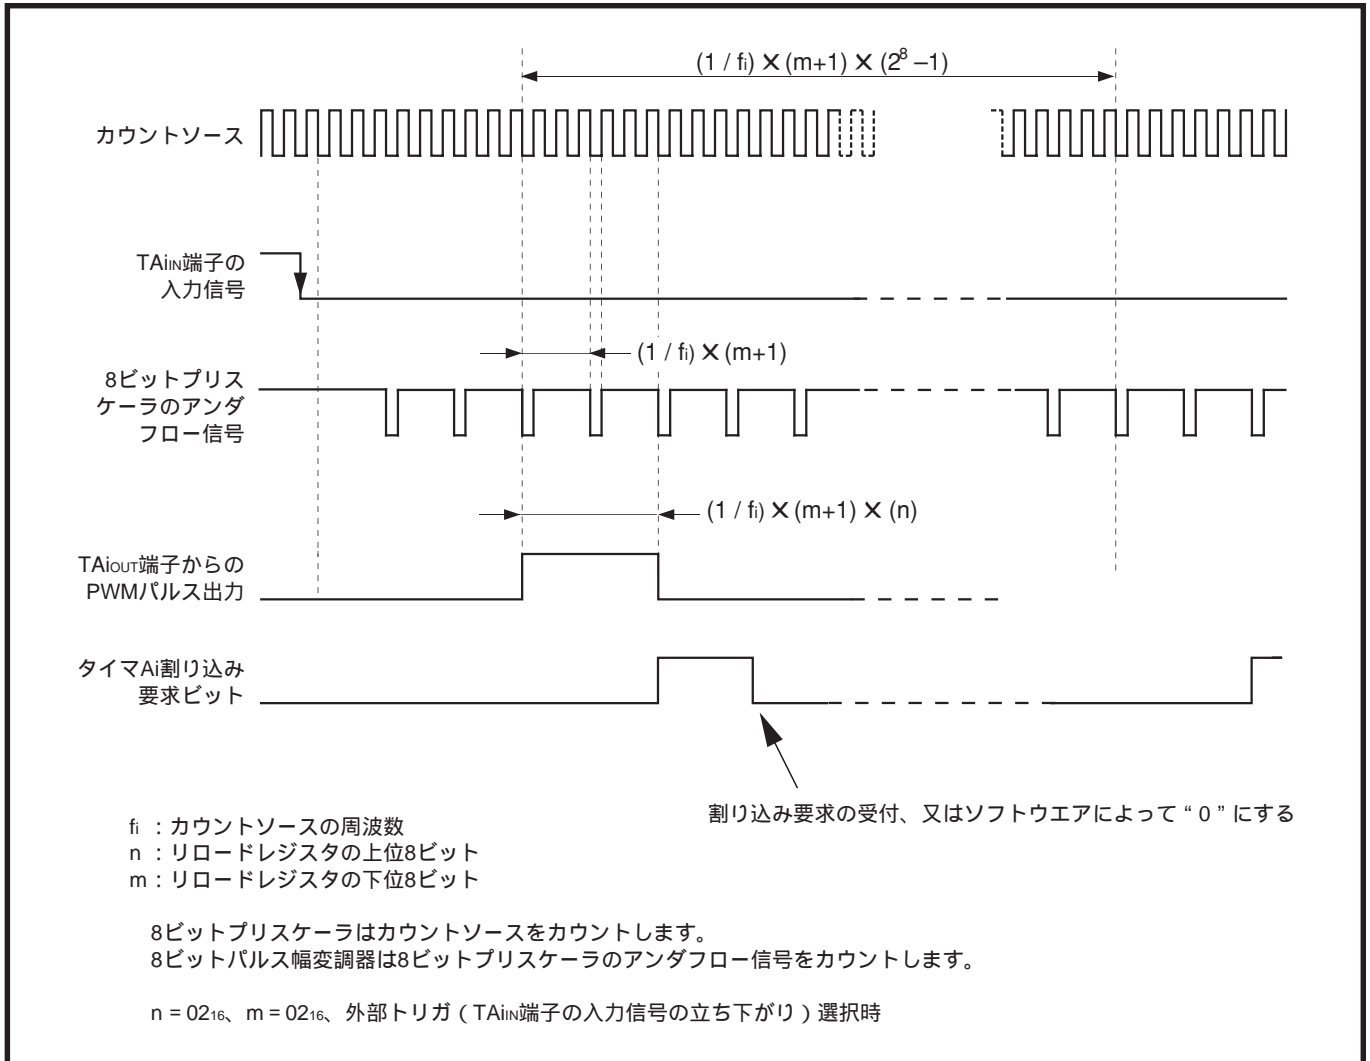 (1 / fi) × (m+1) × (2⁸ –1)
カウントソース
TAiIN端子の
入力信号
(1 / fi) × (m+1)
8ビットプリス
ケーラのアンダ
フロー信号
(1 / fi) × (m+1) × (n)
TAiOUT端子からの
PWMパルス出力
タイマAi割り込み
要求ビット
割り込み要求の受付、又はソフトウエアによって“ 0 ”にする
fi ：カウントソースの周波数
n ：リロードレジスタの上位8ビット
m：リロードレジスタの下位8ビット
8ビットプリスケーラはカウントソースをカウントします。
8ビットパルス幅変調器は8ビットプリスケーラのアンダフロー信号をカウントします。
n = 02₁₆、m = 02₁₆、外部トリガ（TAiIN端子の入力信号の立ち下がり）選択時